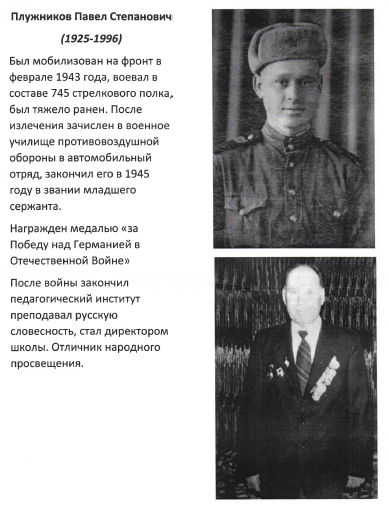 Плужников Павел Степанович
(1925-1996)
Был мобилизован на фронт в
феврале 1943 года, воевал в
составе 745 стрелкового полка,
был тяжело ранен. После
излечения зачислен в военное
училище противовоздушной
обороны в автомобильный
отряд, закончил его в 1945
году в звании младшего
сержанта.
Награжден медалью «за
Победу над Германией в
Отечественной Войне»
После войны закончил
педагогический институт
преподавал русскую
словесность, стал директором
школы. Отличник народного
просвещения.